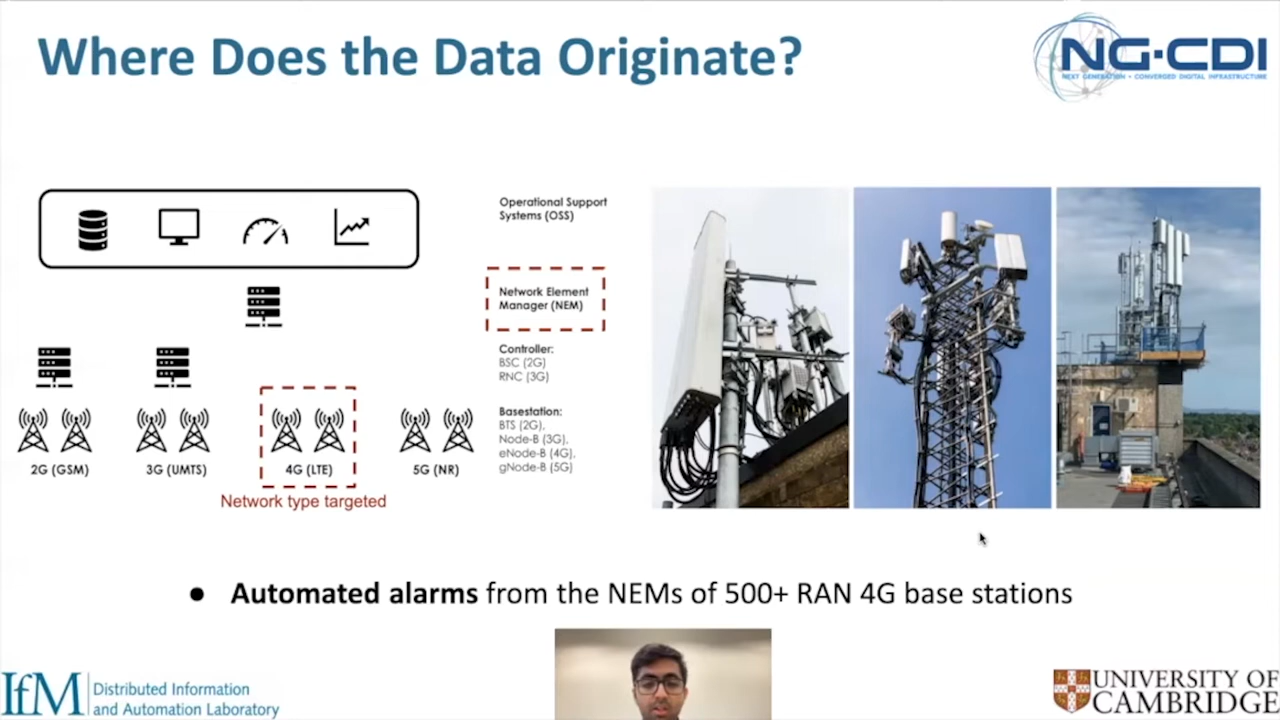 Where Does the Data Originate?
NG-CDI
NEXT GENERATION • CONVERGED DIGITAL INFRASTRUCTURE
Operational Support
Systems (OSS)
Network Element
Manager (NEM)
Controller:
BSC (2G)
RNC (3G)
Basestation:
BTS (2G),
Node-B (3G),
eNode-B (4G),
gNode-B (5G)
2G (GSM)
3G (UMTS)
4G (LTE)
5G (NR)
Network type targeted
● Automated alarms from the NEMs of 500+ RAN 4G base stations
IfM
Distributed Information
and Automation Laboratory
UNIVERSITY OF
CAMBRIDGE